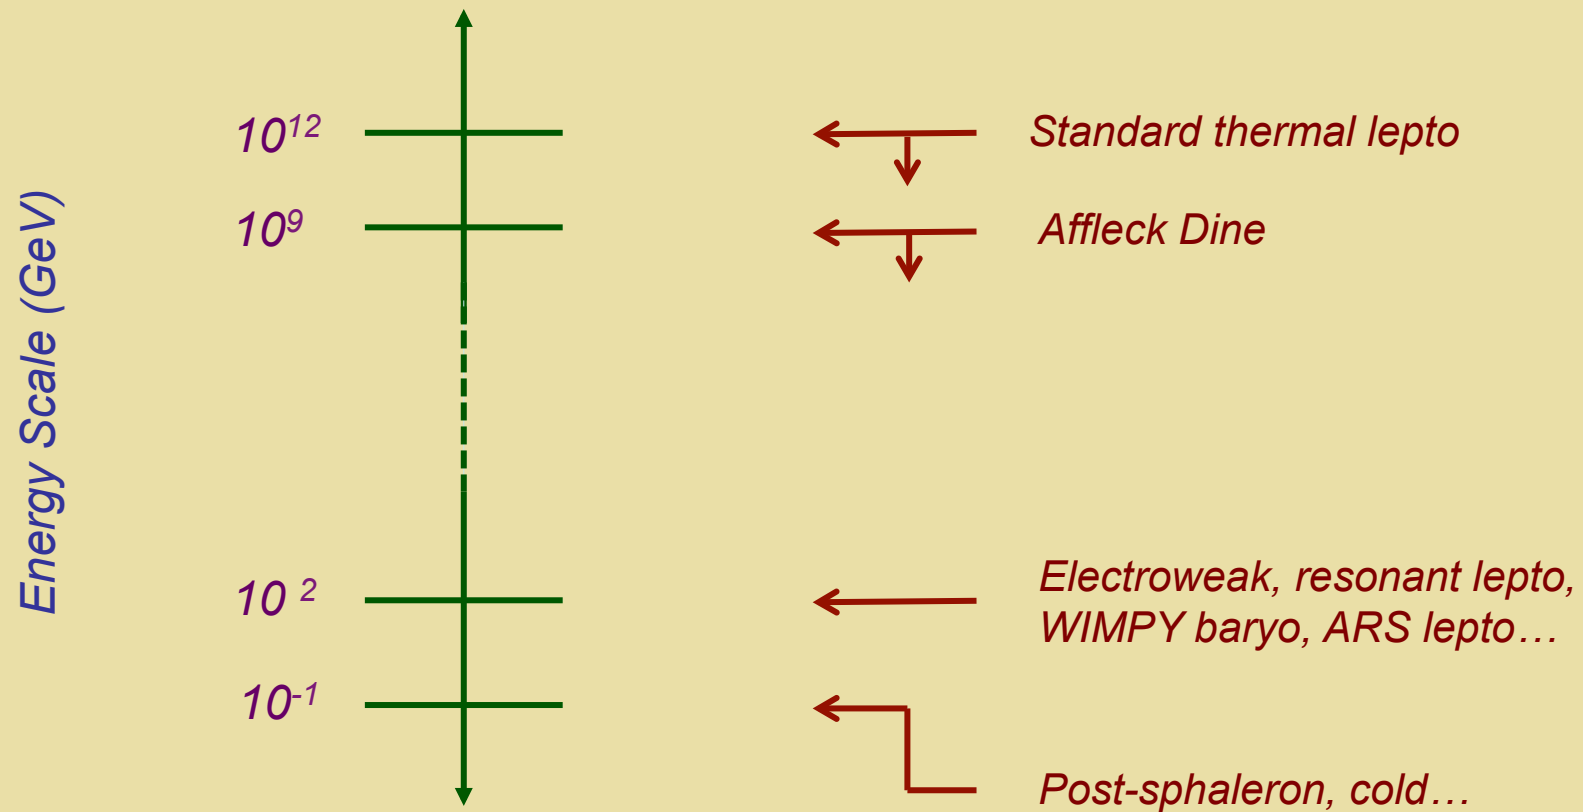 Energy Scale (GeV)
10¹²
Standard thermal lepto
10⁹
Affleck Dine
10 ²
Electroweak, resonant lepto,
WIMPY baryo, ARS lepto…
10⁻¹
Post-sphaleron, cold…